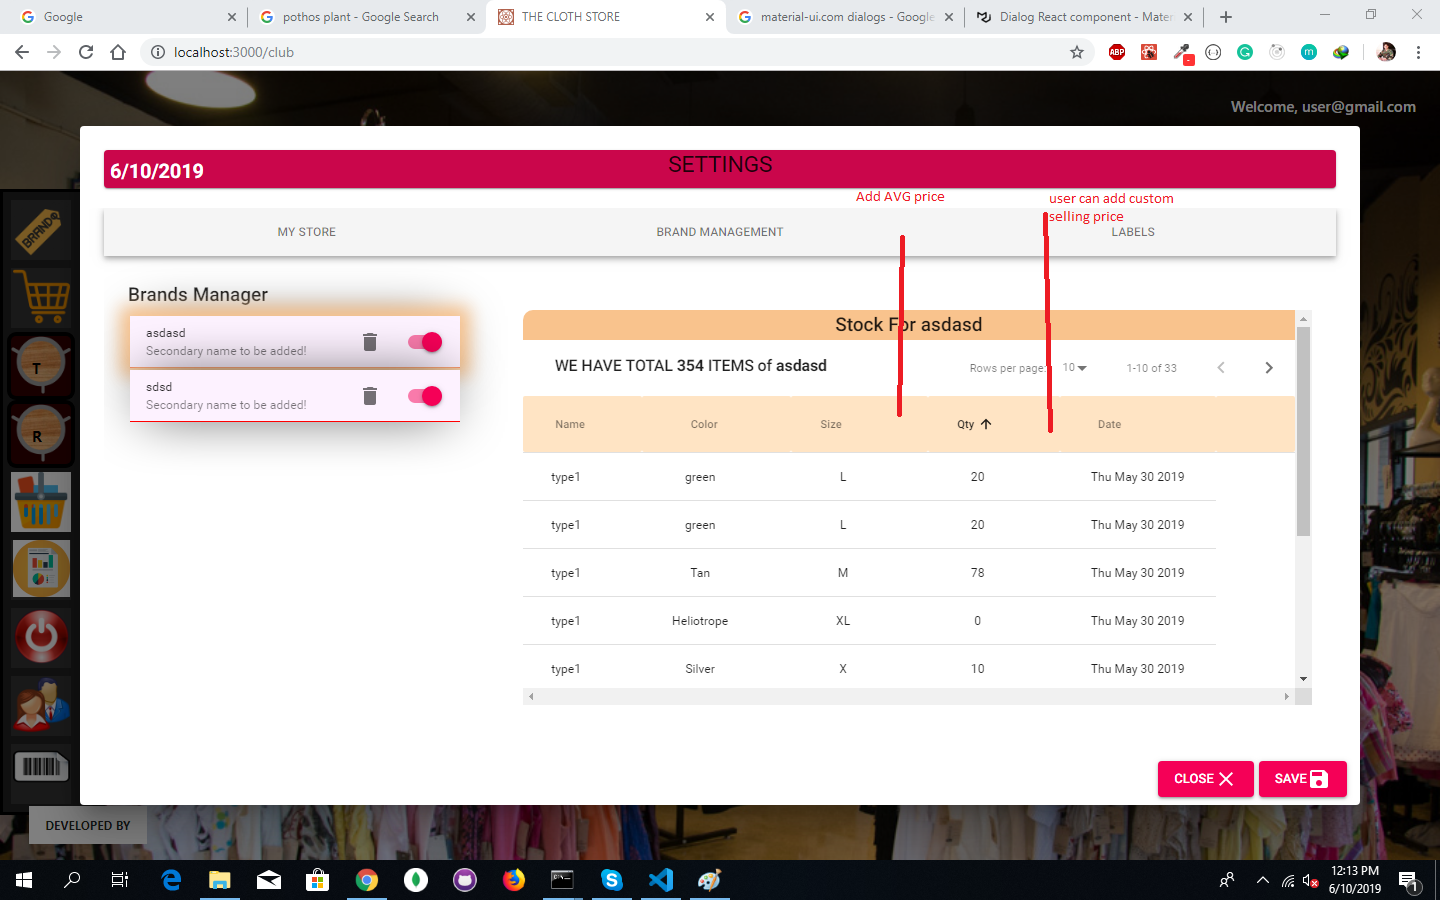 Google
pothos plant - Google Search
THE CLOTH STORE
material-ui.com dialogs - Google
Dialog React component - Mater
localhost:3000/club
ABP
m
Welcome, user@gmail.com
6/10/2019
SETTINGS
Add AVG price
user can add custom
selling price
MY STORE
BRAND MANAGEMENT
LABELS
BRAND
T
R
Brands Manager
asdasd
Secondary name to be added!
sdsd
Secondary name to be added!
Stock For asdasd
WE HAVE TOTAL 354 ITEMS of asdasd
Rows per page: 10
1-10 of 33
Name Color Size Qty Date
type1 green L 20 Thu May 30 2019
type1 green L 20 Thu May 30 2019
type1 Tan M 78 Thu May 30 2019
type1 Heliotrope XL 0 Thu May 30 2019
type1 Silver X 10 Thu May 30 2019
CLOSE
SAVE
DEVELOPED BY
12:13 PM
6/10/2019
1